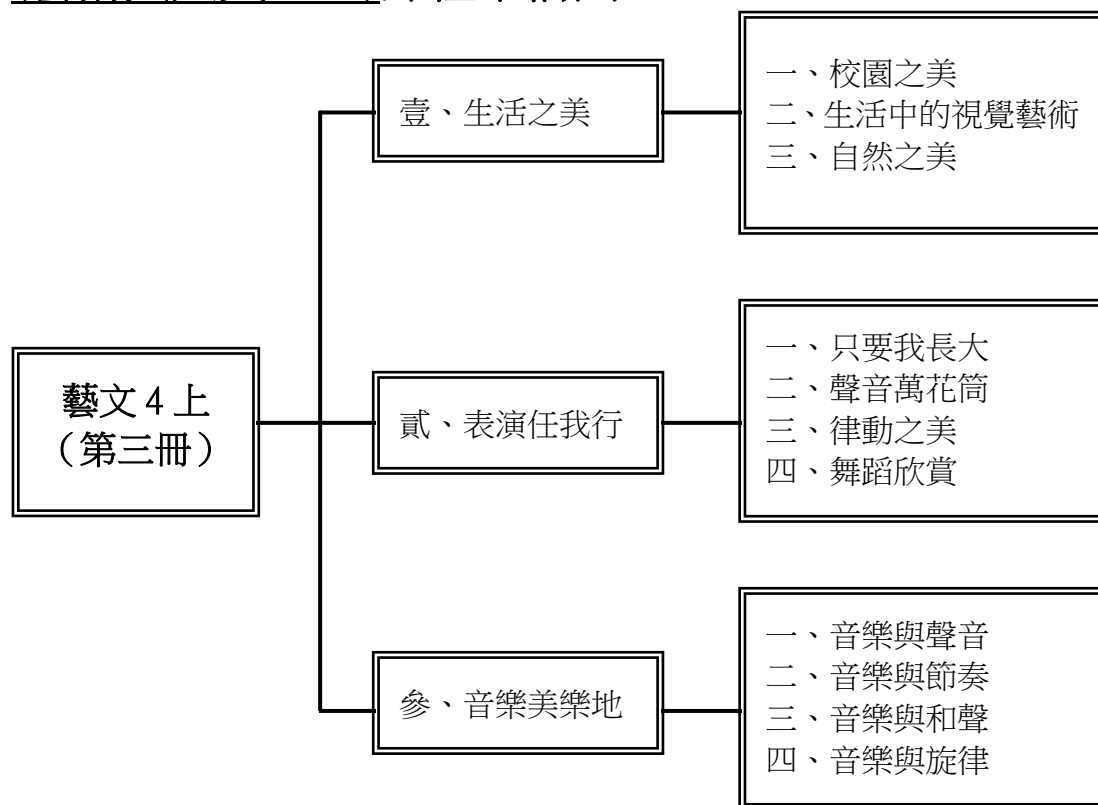 藝文４上
（第三冊）
壹、生活之美
一、校園之美
二、生活中的視覺藝術
三、自然之美
貳、表演任我行
一、只要我長大
二、聲音萬花筒
三、律動之美
四、舞蹈欣賞
參、音樂美樂地
一、音樂與聲音
二、音樂與節奏
三、音樂與和聲
四、音樂與旋律